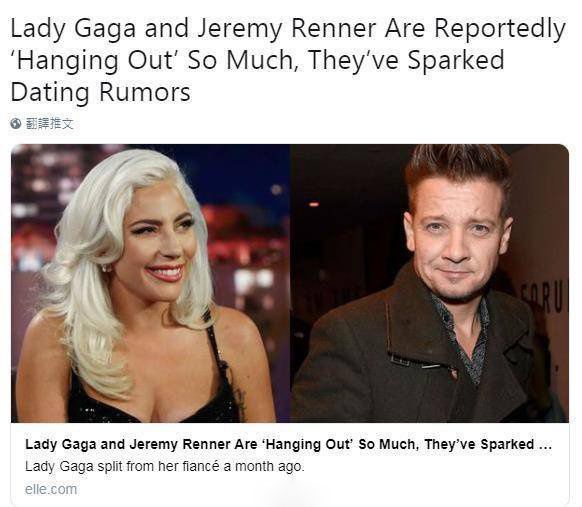 Lady Gaga and Jeremy Renner Are Reportedly
‘Hanging Out’ So Much, They’ve Sparked
Dating Rumors
翻譯推文
Lady Gaga and Jeremy Renner Are ‘Hanging Out’ So Much, They’ve Sparked ...
Lady Gaga split from her fiancé a month ago.
elle.com